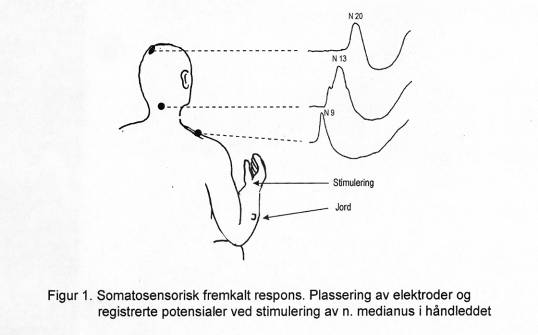 N 20
N 13
N 9
Stimulering
Jord
Figur 1. Somatosensorisk fremkalt respons. Plassering av elektroder og
registrerte potensialer ved stimulering av n. medianus i håndleddet